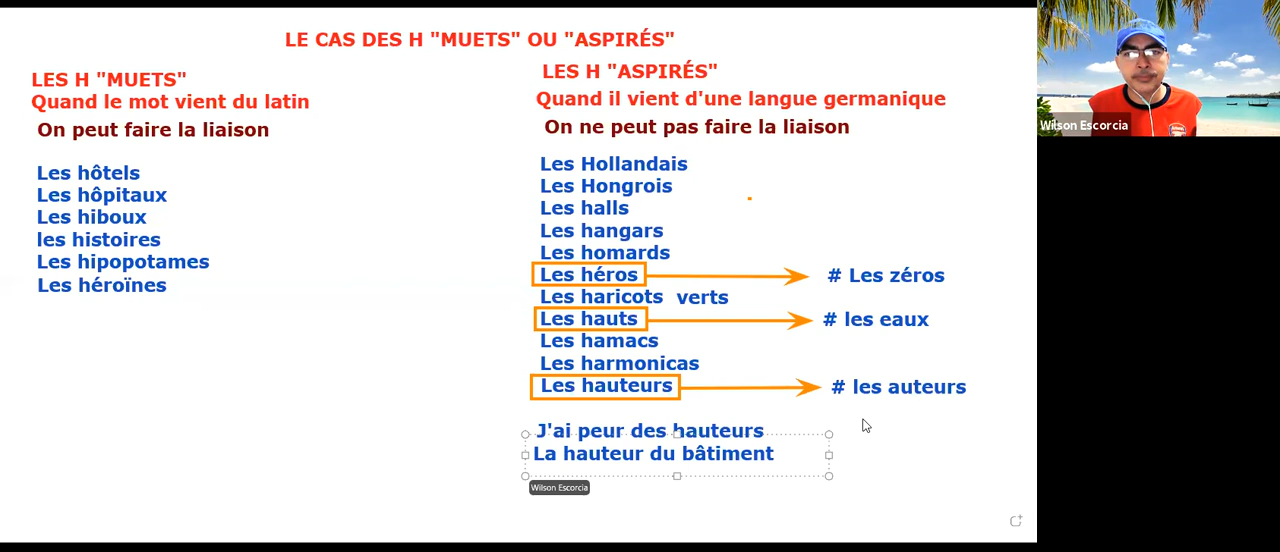 LE CAS DES H "MUETS" OU "ASPIRÉS"
LES H "MUETS"
Quand le mot vient du latin
On peut faire la liaison
Les hôtels
Les hôpitaux
Les hiboux
les histoires
Les hipopotames
Les héroïnes
LES H "ASPIRÉS"
Quand il vient d'une langue germanique
On ne peut pas faire la liaison
Les Hollandais
Les Hongrois
Les halls
Les hangars
Les homards
Les héros # Les zéros
Les haricots verts
Les hauts # les eaux
Les hamacs
Les harmonicas
Les hauteurs # les auteurs
J'ai peur des hauteurs
La hauteur du bâtiment
Wilson Escorcia
Wilson Escorcia